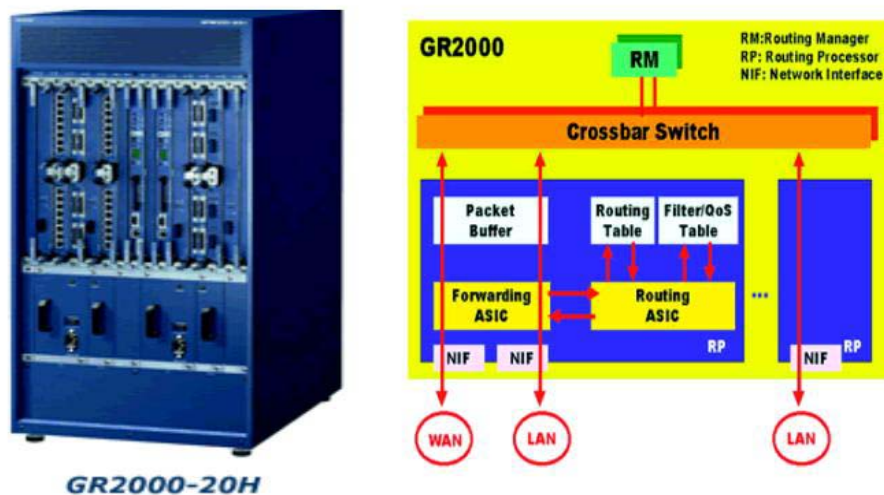 GR2000
RM:Routing Manager
RP: Routing Processor
NIF: Network Interface
RM
Crossbar Switch
Packet
Buffer
Routing
Table
Filter/QoS
Table
Forwarding
ASIC
Routing
ASIC
...
RP
RP
NIF
NIF
NIF
WAN
LAN
LAN
GR2000-20H